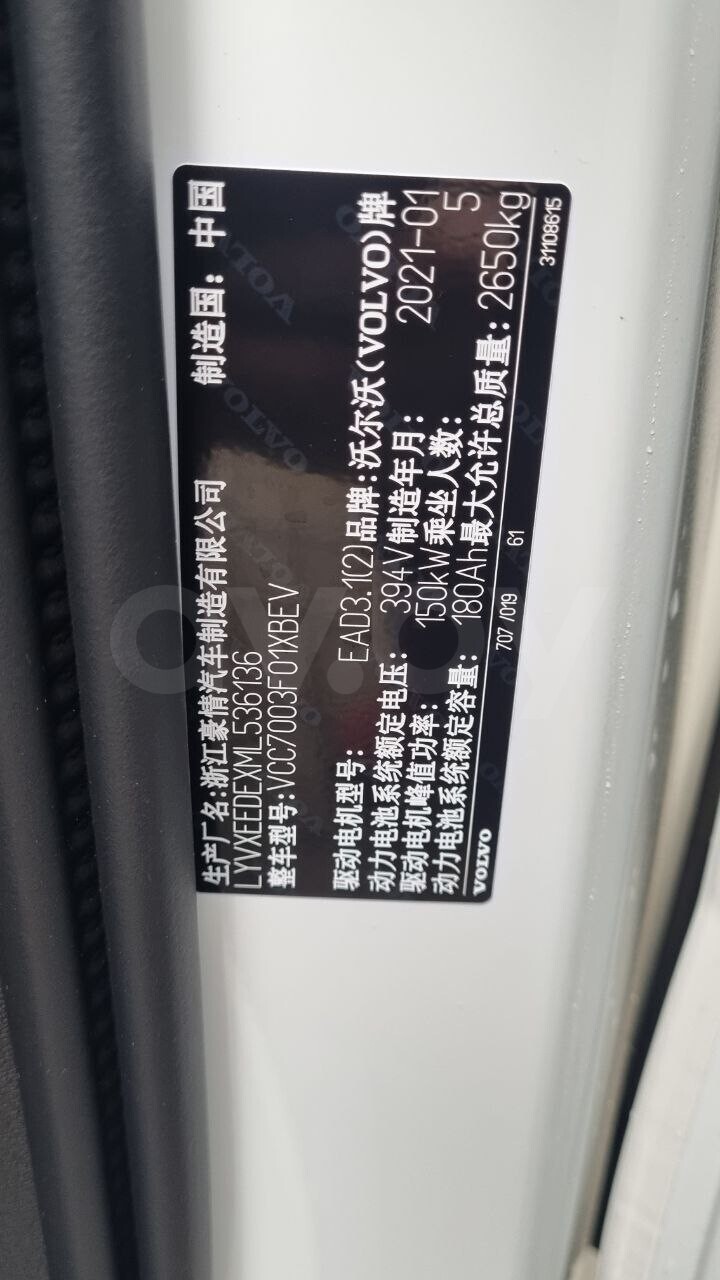 生产厂名:浙江豪情汽车制造有限公司 制造国: 中国
LYVXEEDEXML536136
整车型号:VCC7003F01XBEV
驱动电机型号: EAD3.1(2) 品牌:沃尔沃(VOLVO)牌
动力电池系统额定电压: 394V 制造年月: 2021-01
驱动电机峰值功率: 150kW 乘坐人数: 5
动力电池系统额定容量: 180Ah 最大允许总质量: 2650kg
VOLVO 707 /019 61 31108615